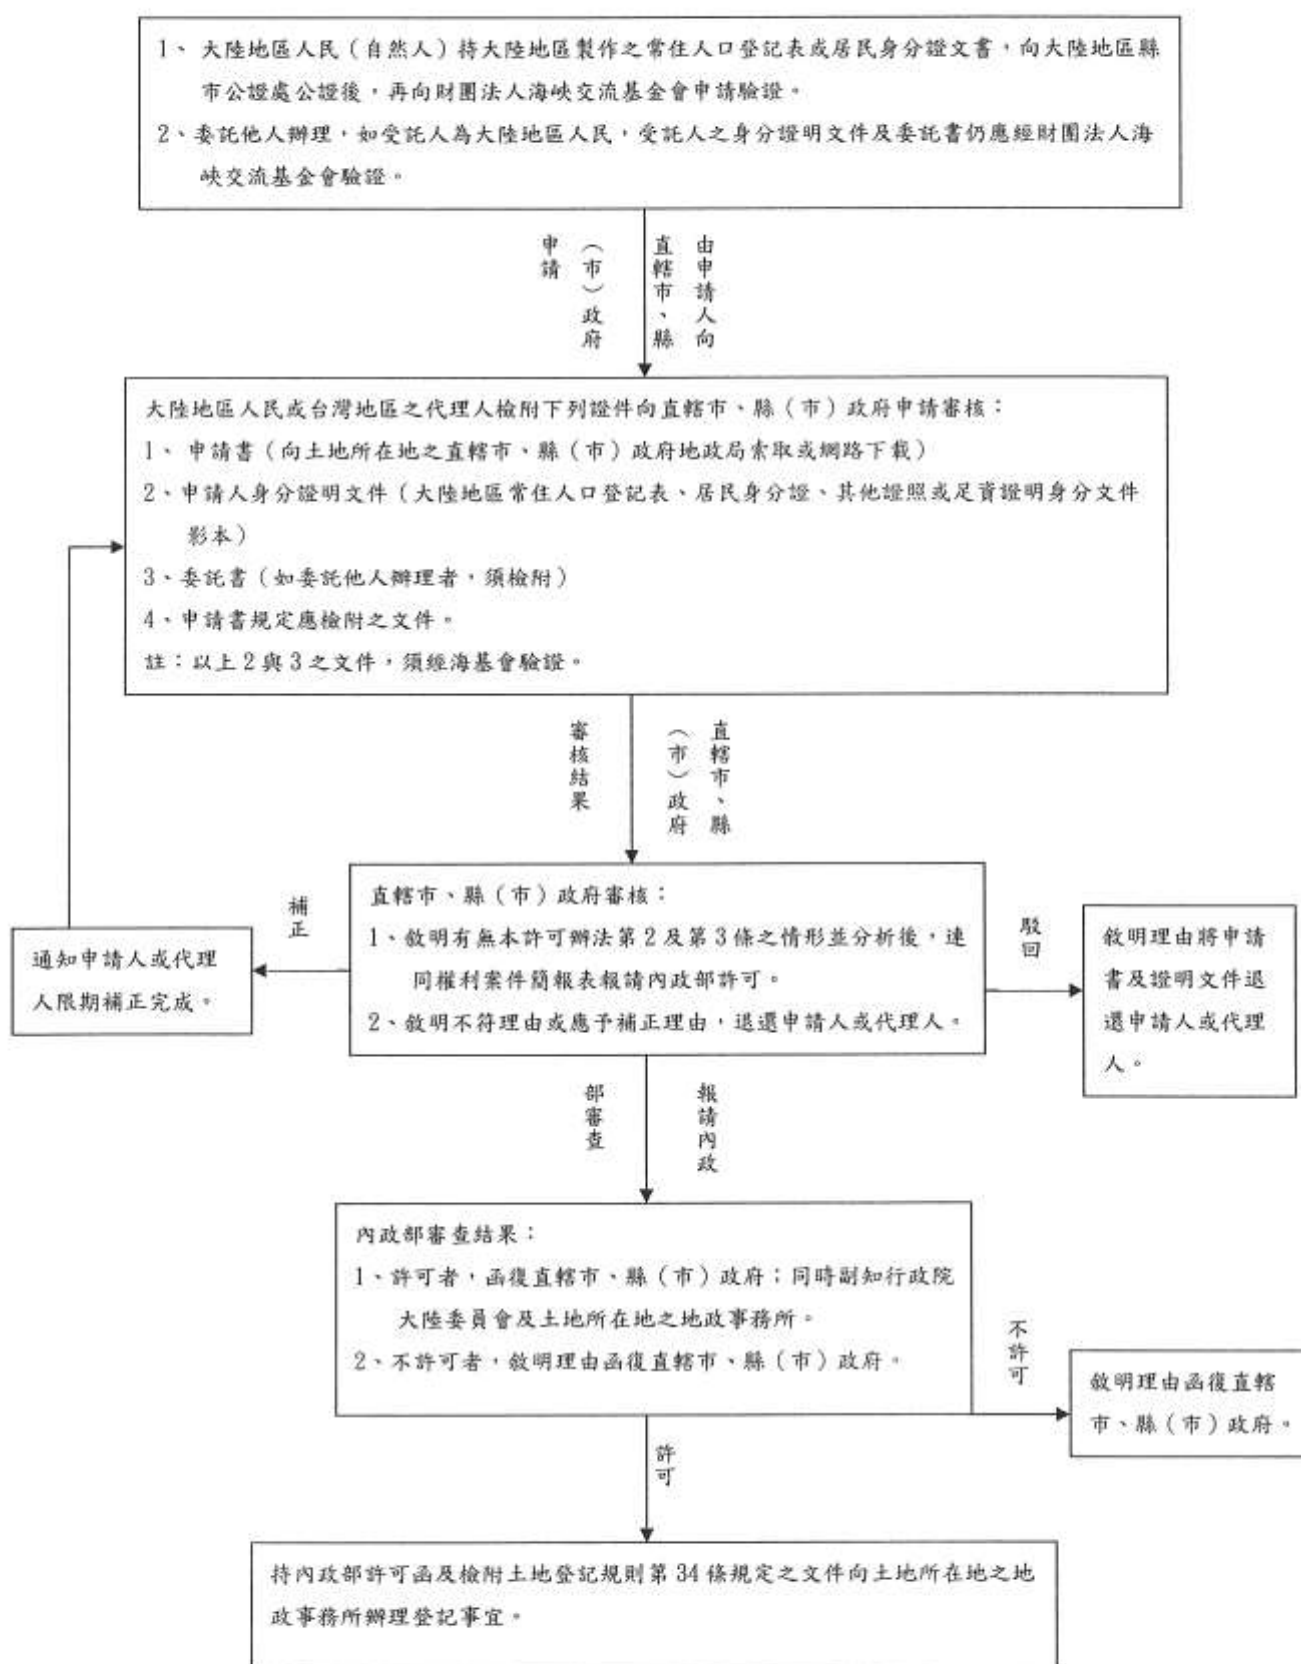 1、 大陸地區人民（自然人）持大陸地區製作之常住人口登記表或居民身分證文書，向大陸地區縣
市公證處公證後，再向財團法人海峽交流基金會申請驗證。
2、委託他人辦理，如受託人為大陸地區人民，受託人之身分證明文件及委託書仍應經財團法人海
峽交流基金會驗證。
由申請人向
直轄市、縣
（市）政府
申請
大陸地區人民或台灣地區之代理人檢附下列證件向直轄市、縣（市）政府申請審核：
1、 申請書（向土地所在地之直轄市、縣（市）政府地政局索取或網路下載）
2、申請人身分證明文件（大陸地區常住人口登記表、居民身分證、其他證照或足資證明身分文件
影本）
3、委託書（如委託他人辦理者，須檢附）
4、申請書規定應檢附之文件。
註：以上 2 與 3 之文件，須經海基會驗證。
直轄市、縣
（市）政府
審核結果
直轄市、縣（市）政府審核：
1、敘明有無本許可辦法第 2 及第 3 條之情形並分析後，連
同權利案件簡報表報請內政部許可。
2、敘明不符理由或應予補正理由，退還申請人或代理人。
補正
通知申請人或代理
人限期補正完成。
駁回
敘明理由將申請
書及證明文件退
還申請人或代理
人。
報請內政
部審查
內政部審查結果：
1、許可者，函復直轄市、縣（市）政府；同時副知行政院
大陸委員會及土地所在地之地政事務所。
2、不許可者，敘明理由函復直轄市、縣（市）政府。
不許可
敘明理由函復直轄
市、縣（市）政府。
許可
持內政部許可函及檢附土地登記規則第 34 條規定之文件向土地所在地之地
政事務所辦理登記事宜。